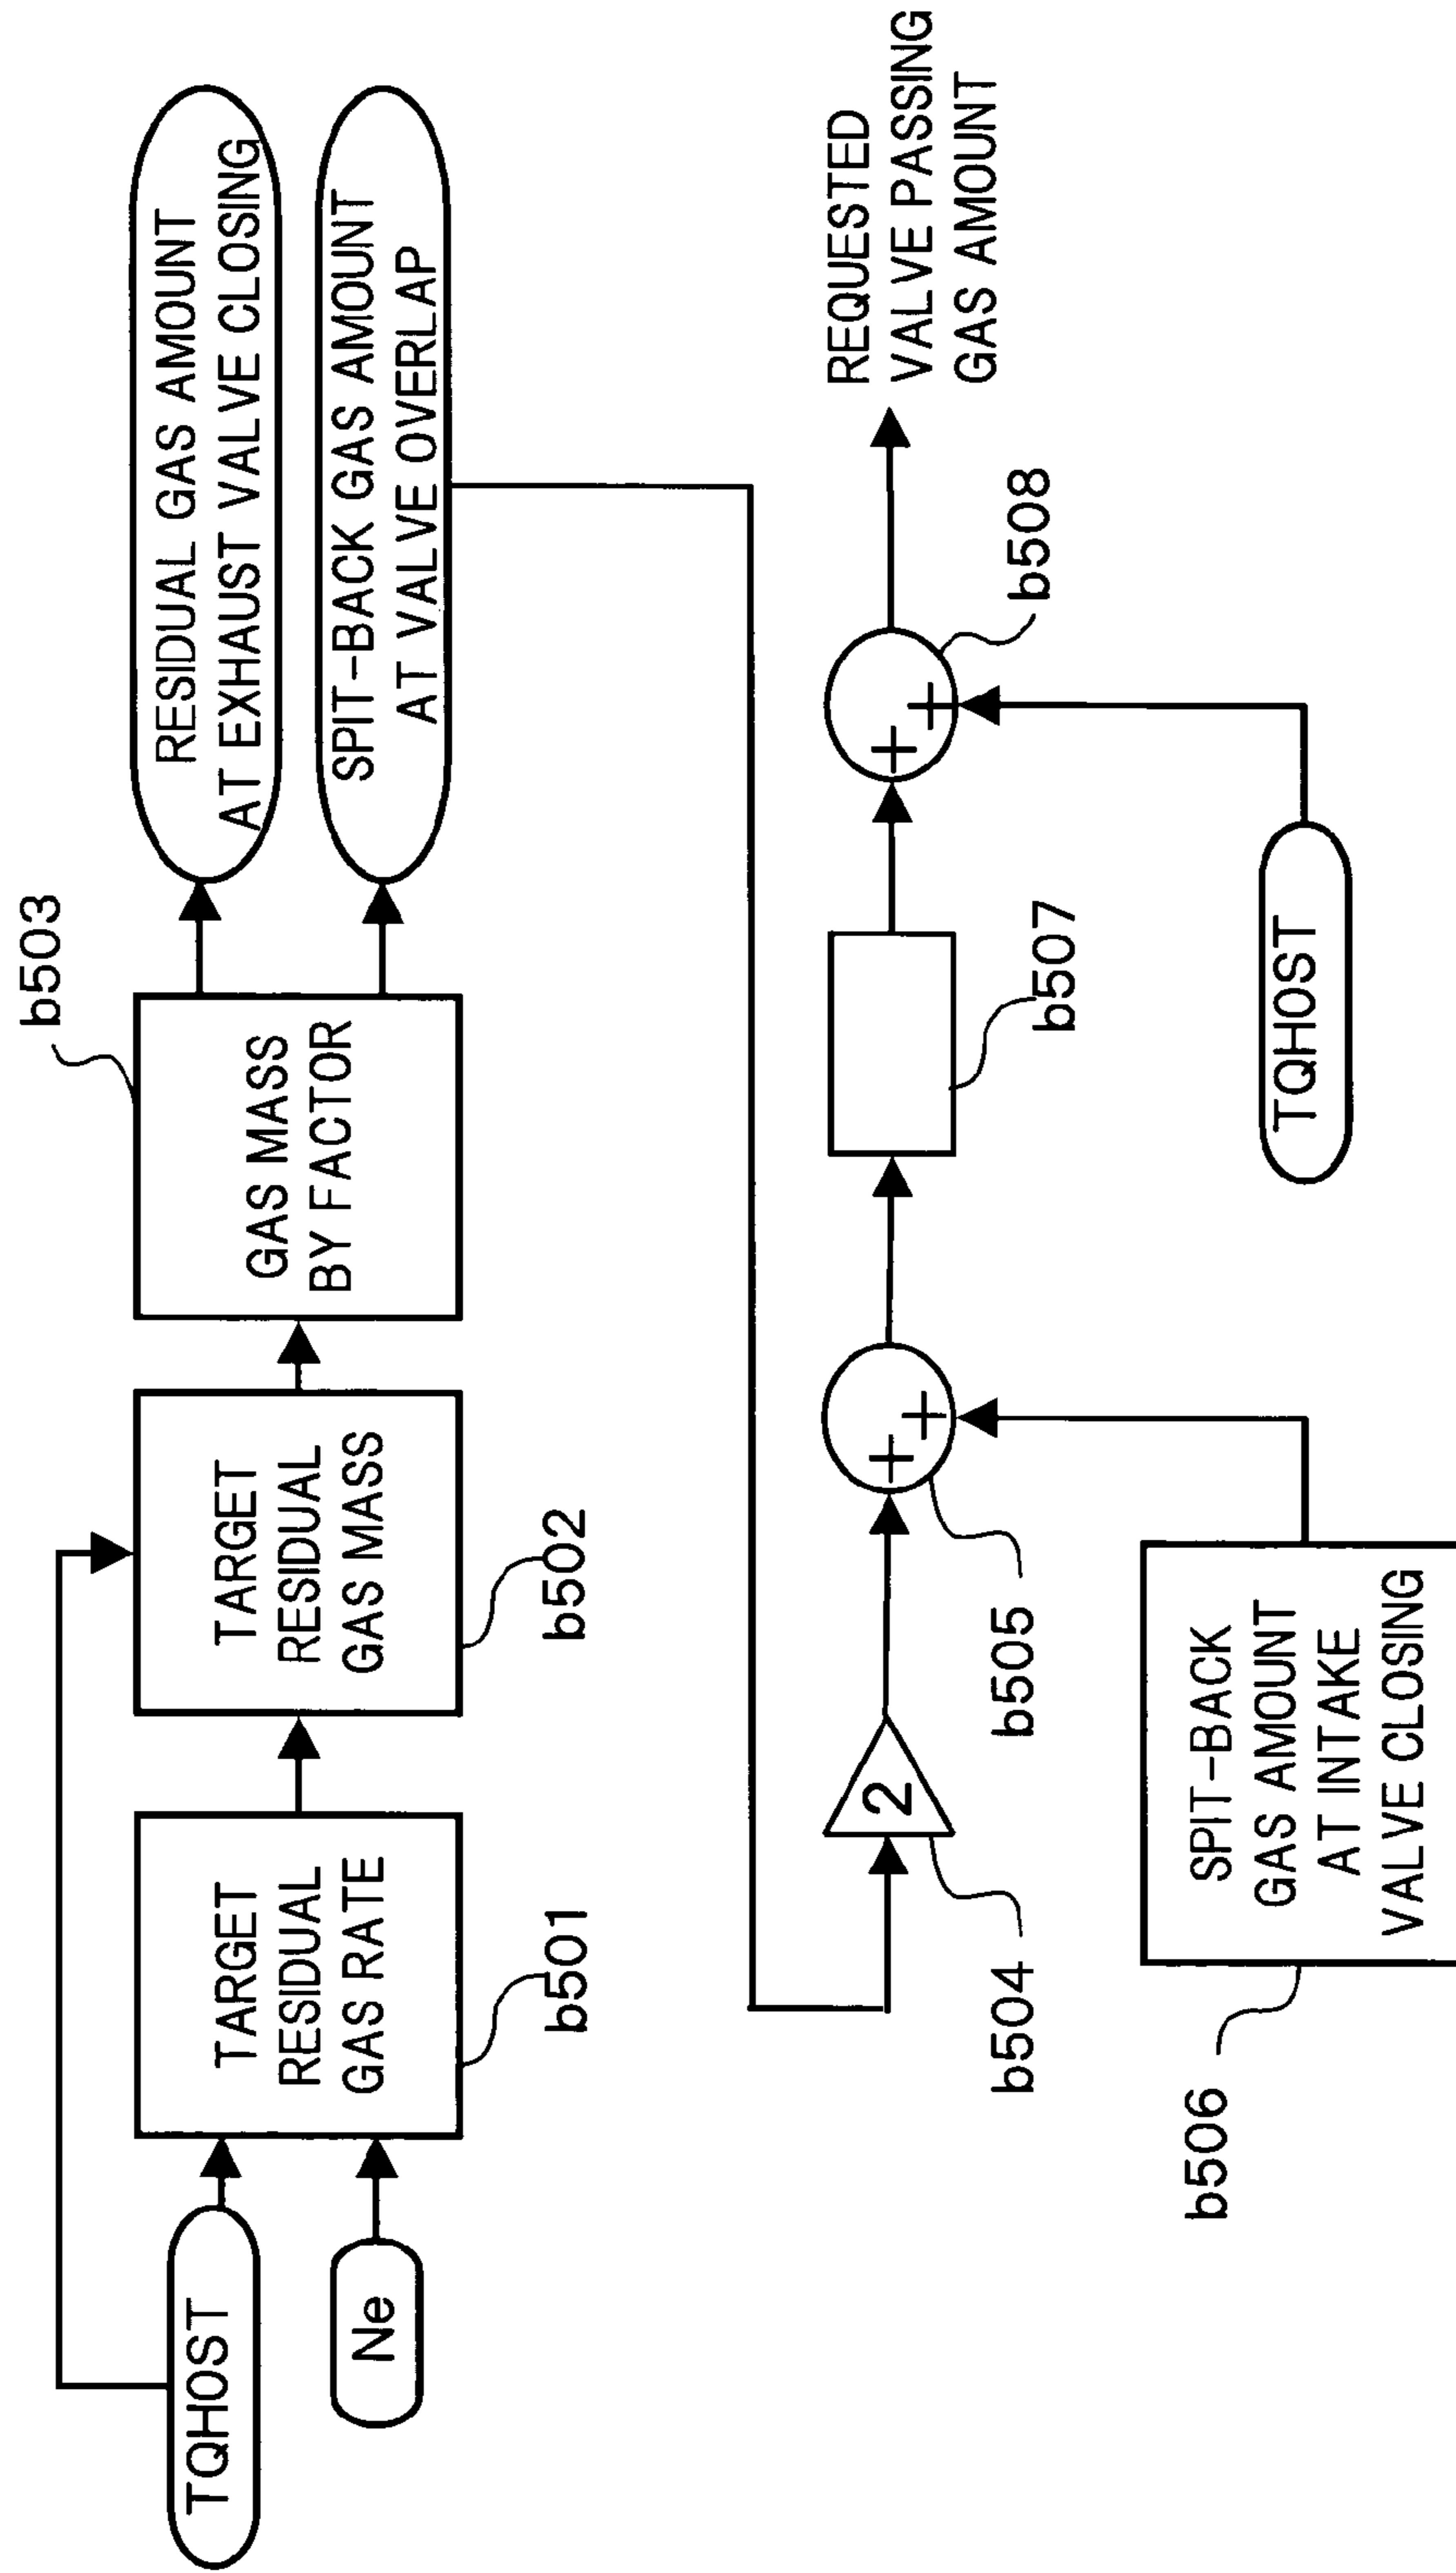 TQHOST
Ne
TARGET
RESIDUAL
GAS RATE
b501
TARGET
RESIDUAL
GAS MASS
b502
GAS MASS
BY FACTOR
b503
RESIDUAL GAS AMOUNT
AT EXHAUST VALVE CLOSING
SPIT-BACK GAS AMOUNT
AT VALVE OVERLAP
2
b504
+
+
b505
SPIT-BACK
GAS AMOUNT
AT INTAKE
VALVE CLOSING
b506
b507
+
+
b508
TQHOST
REQUESTED
VALVE PASSING
GAS AMOUNT